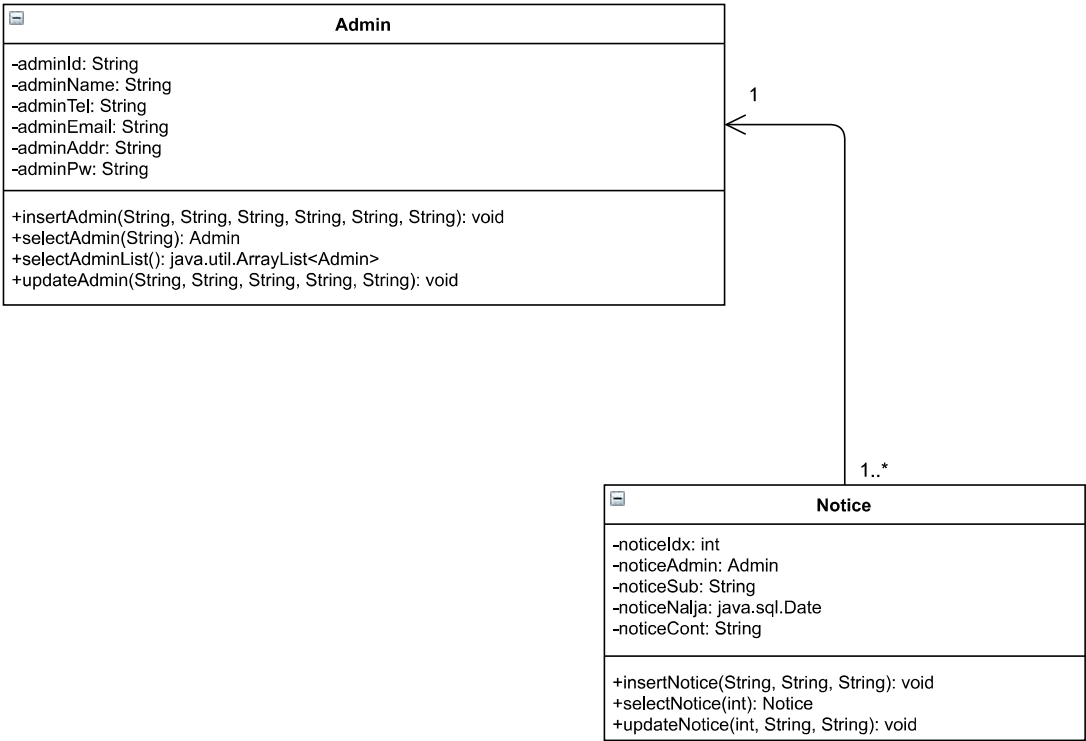 Admin
-adminId: String
-adminName: String
-adminTel: String
-adminEmail: String
-adminAddr: String
-adminPw: String
+insertAdmin(String, String, String, String, String, String): void
+selectAdmin(String): Admin
+selectAdminList(): java.util.ArrayList<Admin>
+updateAdmin(String, String, String, String, String): void
1
1..*
Notice
-noticeIdx: int
-noticeAdmin: Admin
-noticeSub: String
-noticeNalja: java.sql.Date
-noticeCont: String
+insertNotice(String, String, String): void
+selectNotice(int): Notice
+updateNotice(int, String, String): void